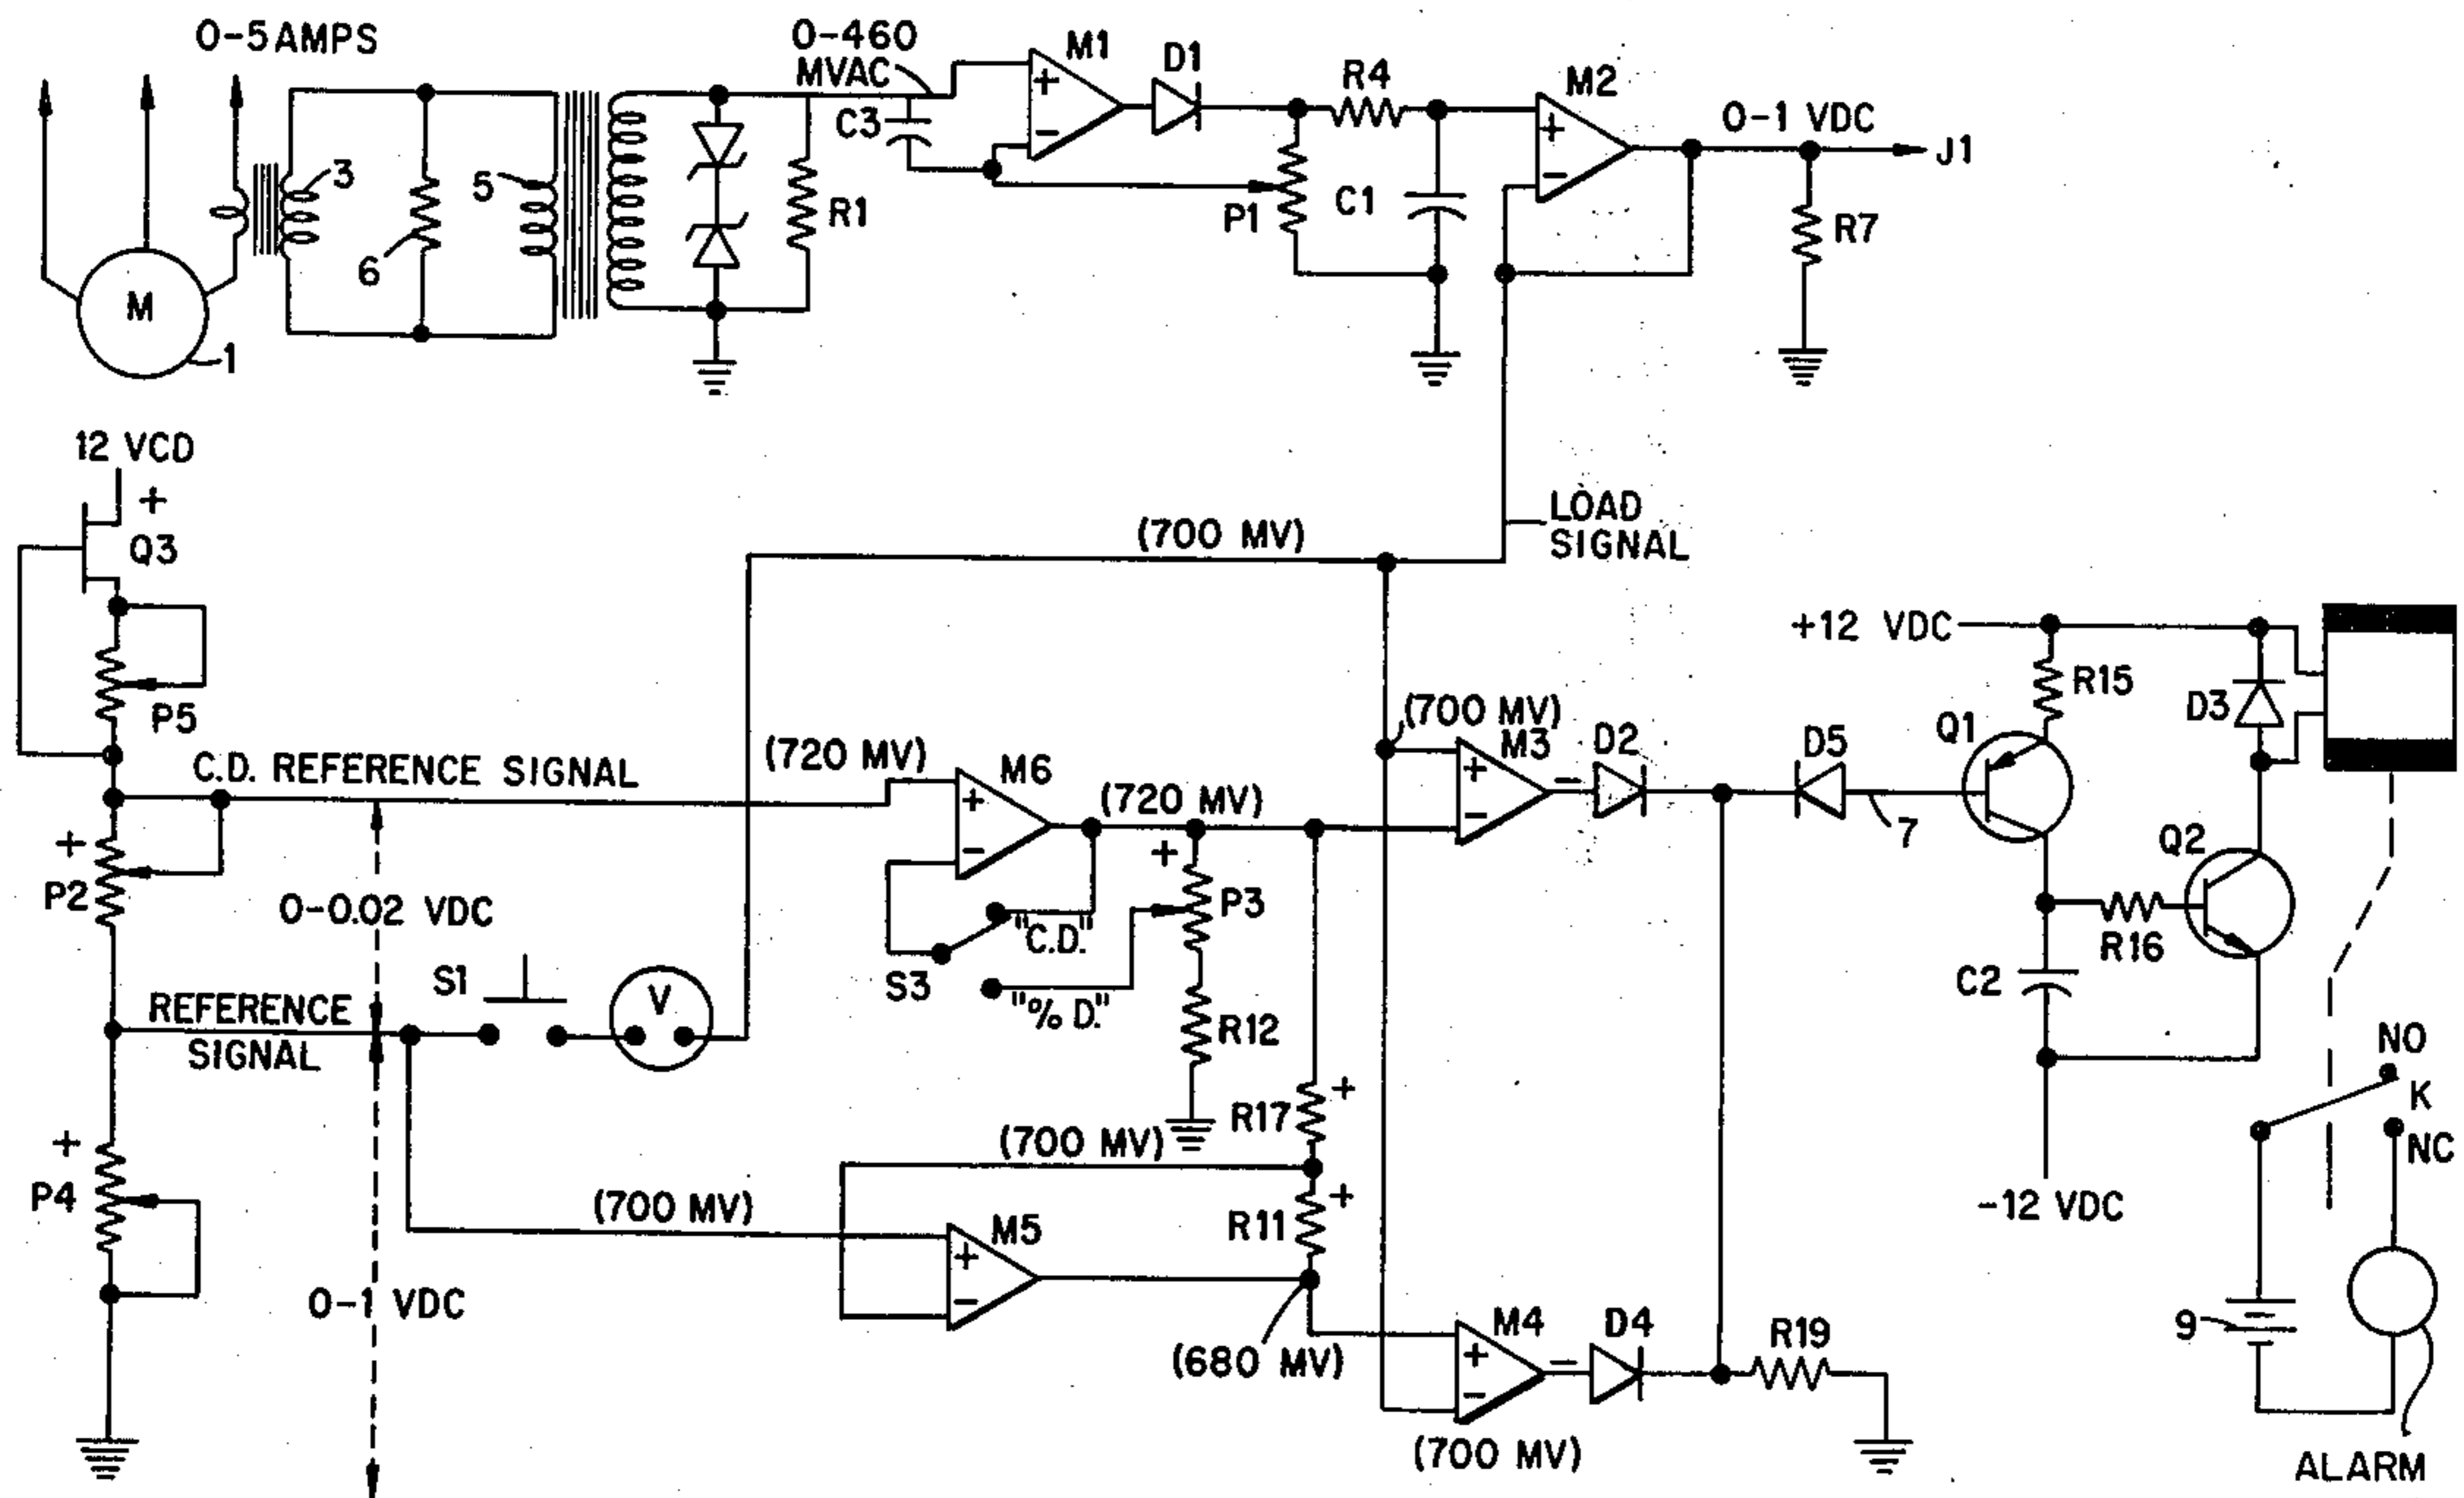 0-5 AMPS
0-460
MVAC
M1
D1
R4
M2
0-1 VDC
J1
+
-
+
-
C3
3
5
6
R1
P1
C1
R7
M
1
12 VCD
+
Q3
(700 MV)
LOAD
SIGNAL
P5
+12 VDC
R15
D3
(700 MV)
M3
D2
D5
Q1
C.D. REFERENCE SIGNAL
(720 MV)
M6
(720 MV)
+
-
+
-
-
7
+
P2
0-0.02 VDC
+
P3
"C.D."
Q2
R16
S1
V
S3
"% D."
C2
REFERENCE
SIGNAL
R12
NO
K
NC
R17
+
(700 MV)
+
P4
(700 MV)
R11
+
-12 VDC
M5
+
-
0-1 VDC
(680 MV)
M4
D4
R19
+
-
-
9
(700 MV)
ALARM